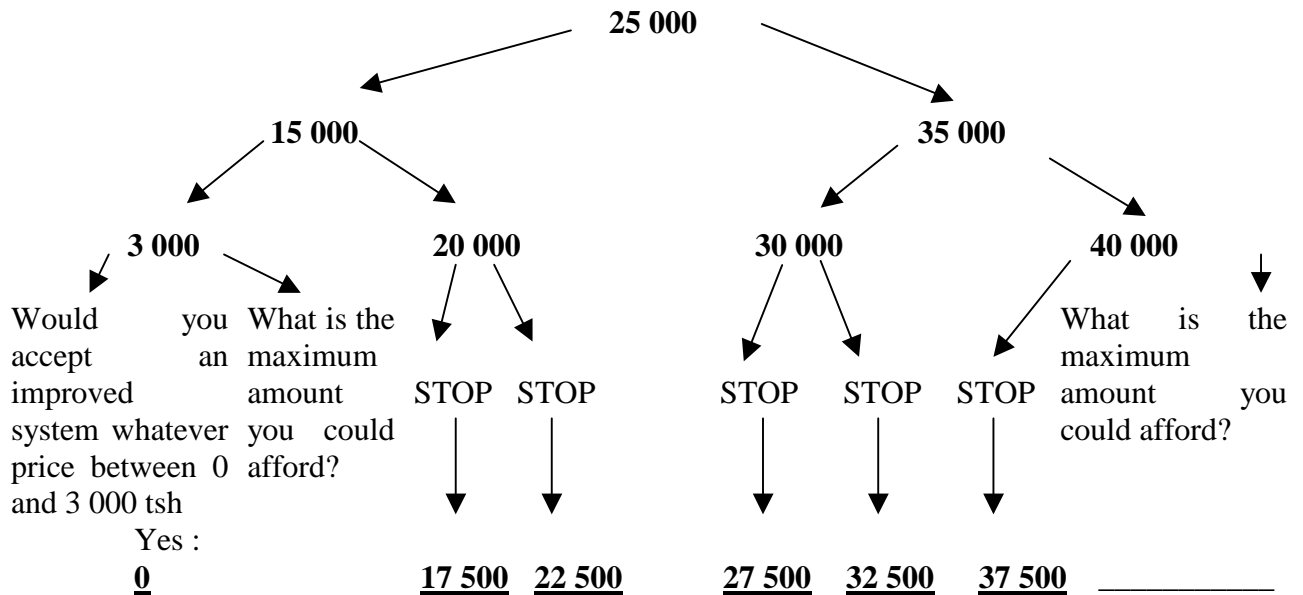 25 000
15 000
35 000
3 000
20 000
30 000
40 000
Would you
accept an
improved
system whatever
price between 0
and 3 000 tsh
Yes :
0
What is the
maximum
amount
you could
afford?
STOP
STOP
STOP
STOP
STOP
What is the
maximum
amount you
could afford?
17 500
22 500
27 500
32 500
37 500